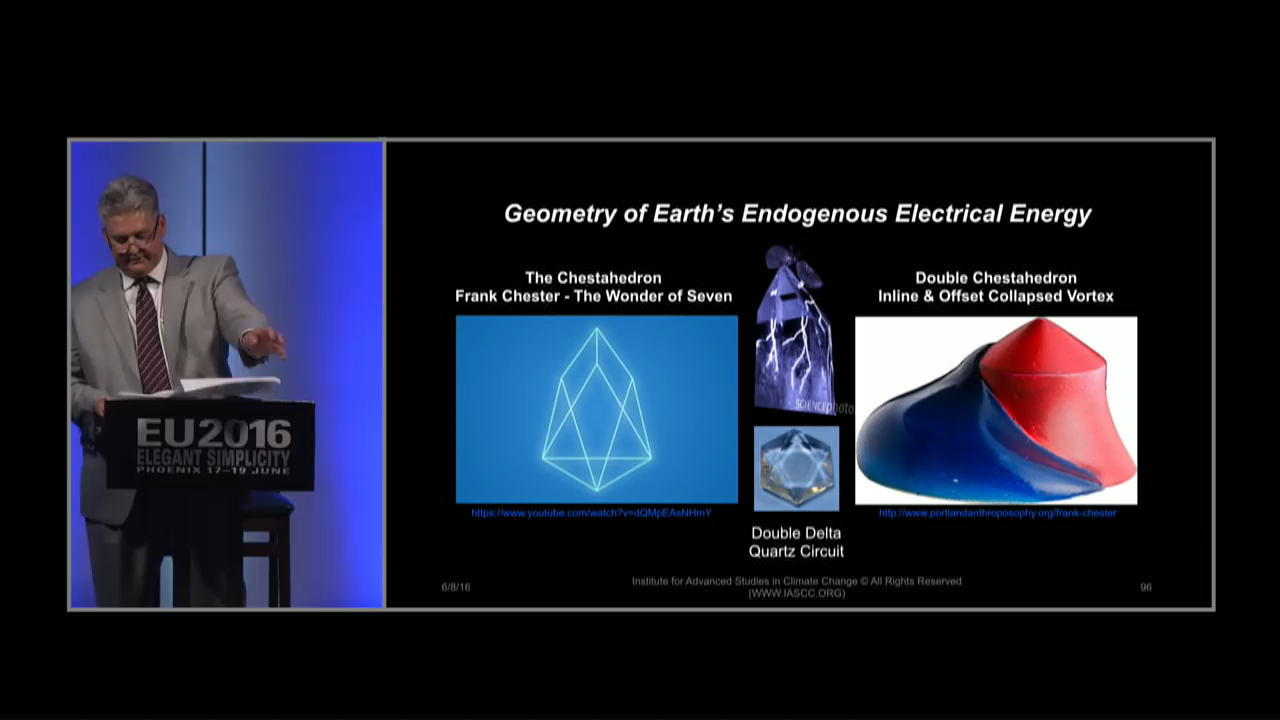 EU2016
ELEGANT SIMPLICITY
PHOENIX 17-19 JUNE
Geometry of Earth's Endogenous Electrical Energy
The Chestahedron
Frank Chester - The Wonder of Seven
Double Chestahedron
Inline & Offset Collapsed Vortex
SCIENCEphoto
https://www.youtube.com/watch?v=dQMpEAsNHmY
http://www.portlandanthroposophy.org/frank-chester
Double Delta
Quartz Circuit
6/8/16
Institute for Advanced Studies in Climate Change © All Rights Reserved
(WWW.IASCC.ORG)
96